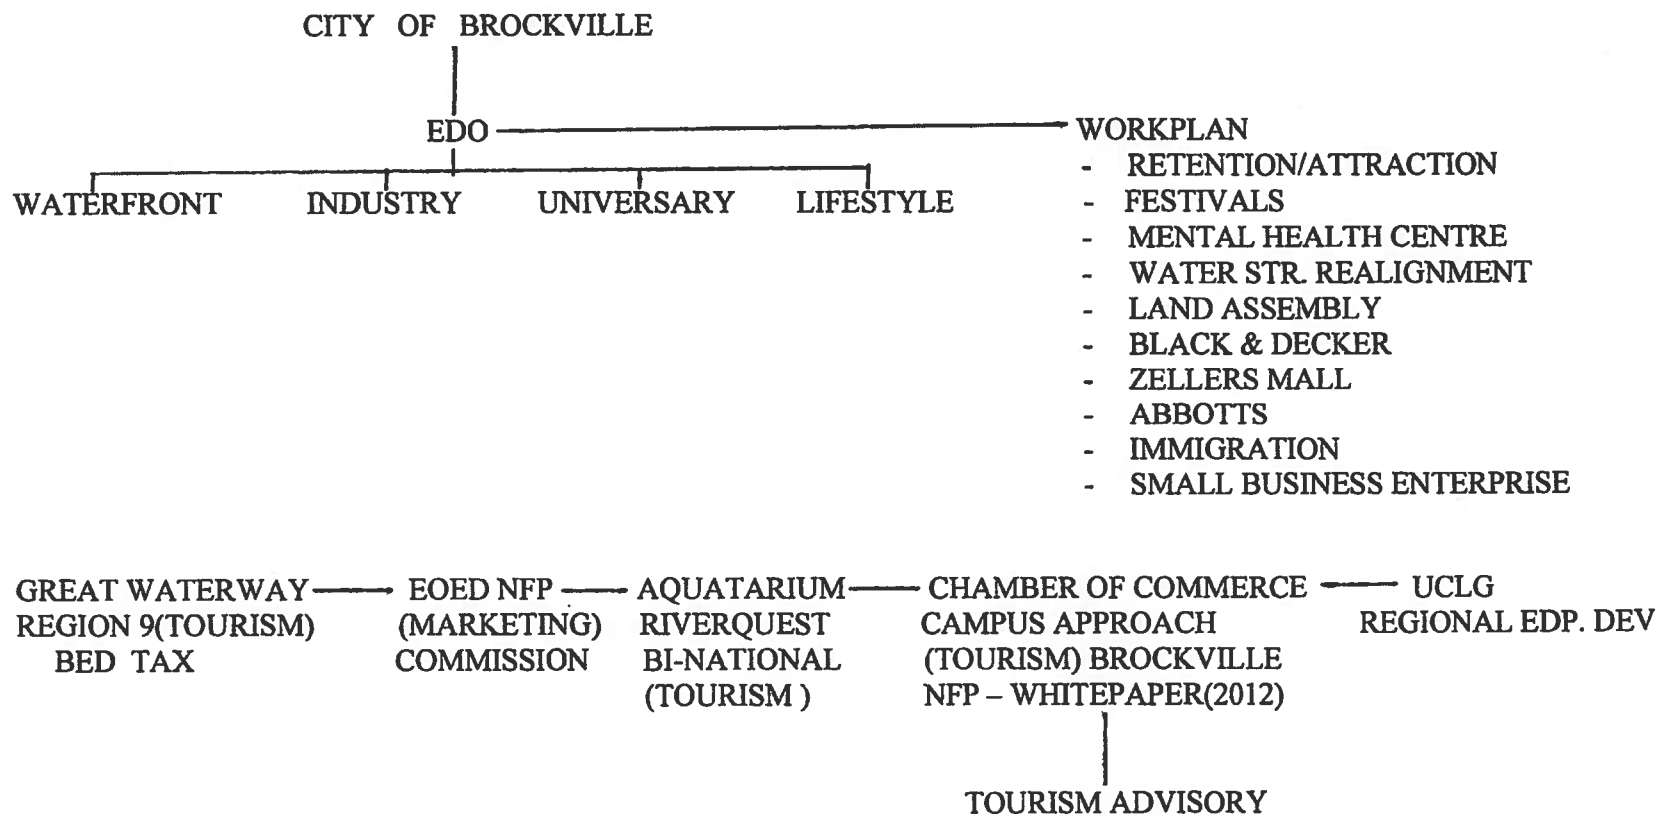 CITY OF BROCKVILLE
EDO
WORKPLAN
- RETENTION/ATTRACTION
- FESTIVALS
- MENTAL HEALTH CENTRE
- WATER STR. REALIGNMENT
- LAND ASSEMBLY
- BLACK & DECKER
- ZELLERS MALL
- ABBOTTS
- IMMIGRATION
- SMALL BUSINESS ENTERPRISE
WATERFRONT INDUSTRY UNIVERSARY LIFESTYLE
GREAT WATERWAY
REGION 9(TOURISM)
BED TAX
EOED NFP
(MARKETING)
COMMISSION
AQUATARIUM
RIVERQUEST
BI-NATIONAL
(TOURISM )
CHAMBER OF COMMERCE
CAMPUS APPROACH
(TOURISM) BROCKVILLE
NFP – WHITEPAPER(2012)
UCLG
REGIONAL EDP. DEV
TOURISM ADVISORY